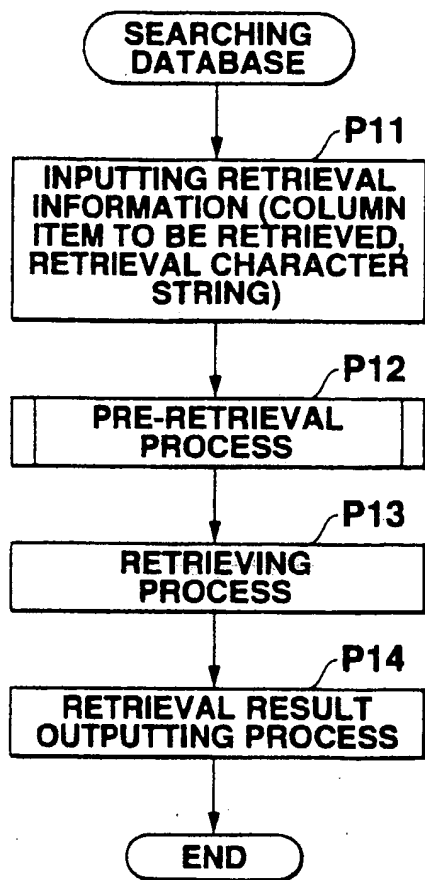 SEARCHING
DATABASE
P11
INPUTTING RETRIEVAL
INFORMATION (COLUMN
ITEM TO BE RETRIEVED,
RETRIEVAL CHARACTER
STRING)
P12
PRE-RETRIEVAL
PROCESS
P13
RETRIEVING
PROCESS
P14
RETRIEVAL RESULT
OUTPUTTING PROCESS
END